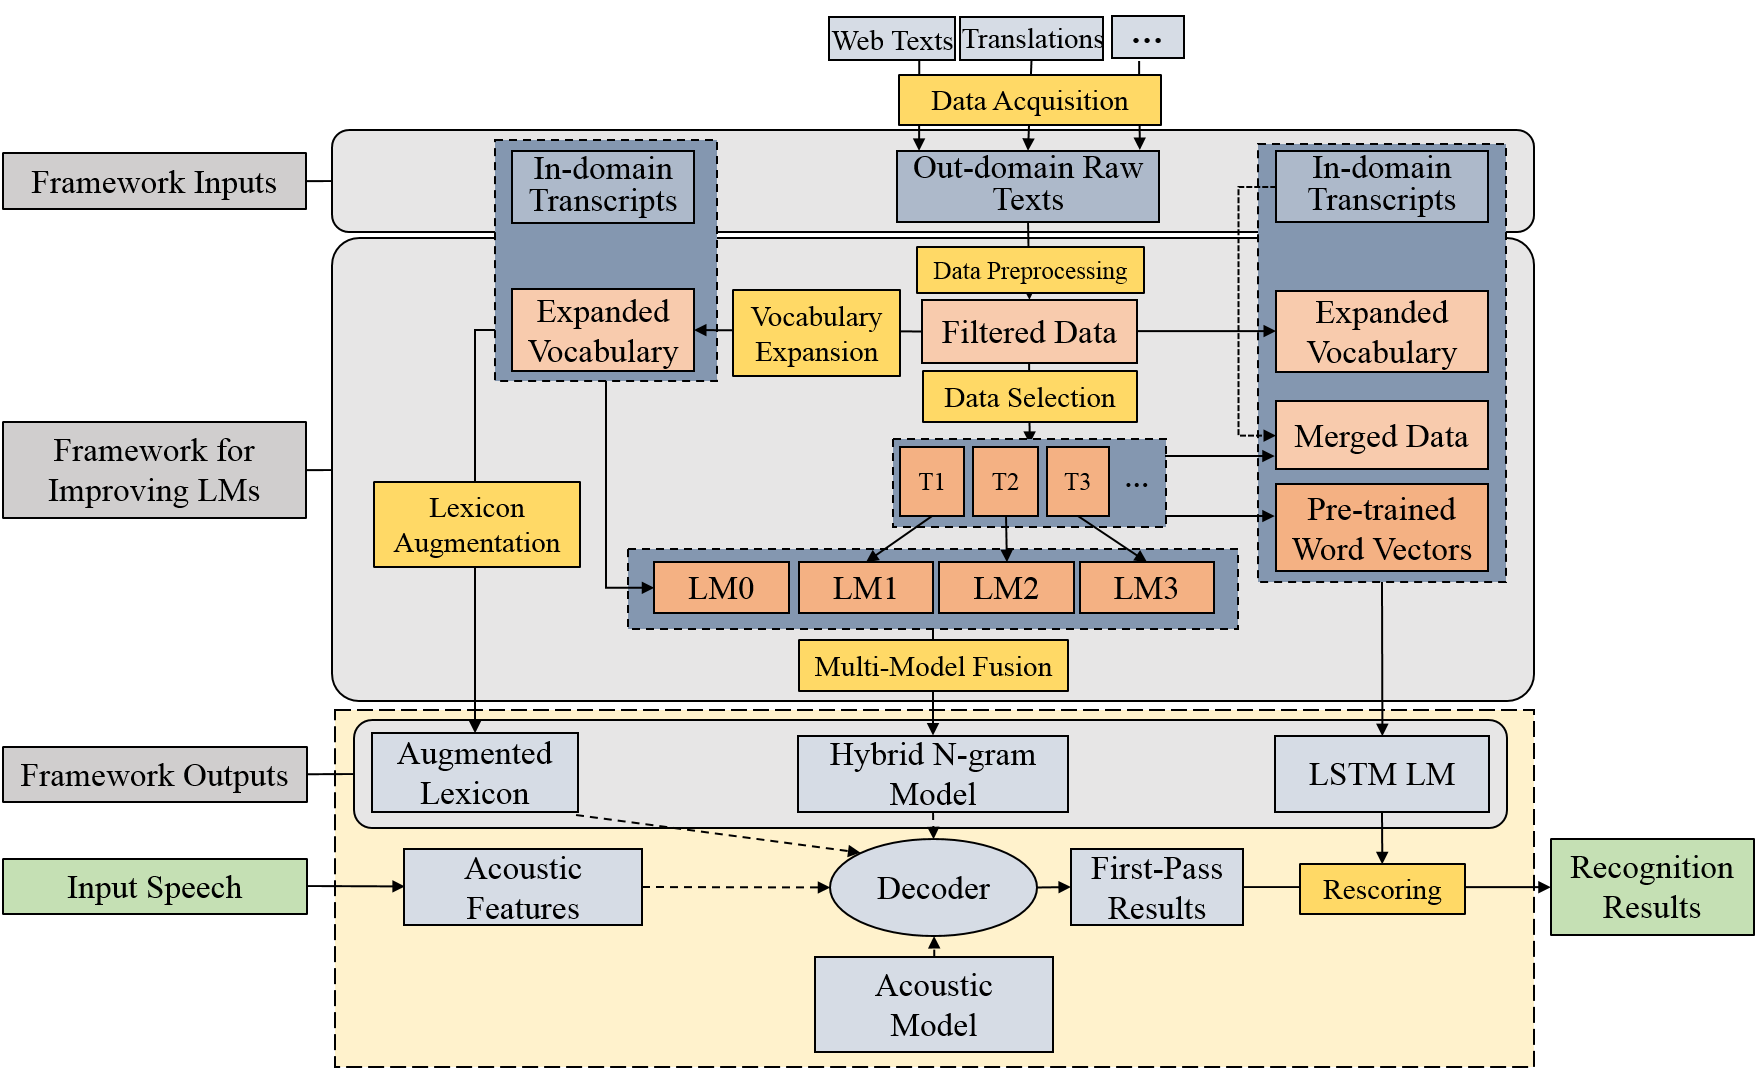 Web Texts
Translations
...
Data Acquisition
Framework Inputs
In-domain
Transcripts
Out-domain Raw
Texts
In-domain
Transcripts
Data Preprocessing
Expanded
Vocabulary
Vocabulary
Expansion
Filtered Data
Expanded
Vocabulary
Data Selection
Framework for
Improving LMs
Merged Data
T1
T2
T3
...
Lexicon
Augmentation
Pre-trained
Word Vectors
LM0
LM1
LM2
LM3
Multi-Model Fusion
Framework Outputs
Augmented
Lexicon
Hybrid N-gram
Model
LSTM LM
Input Speech
Acoustic
Features
Decoder
First-Pass
Results
Rescoring
Recognition
Results
Acoustic
Model